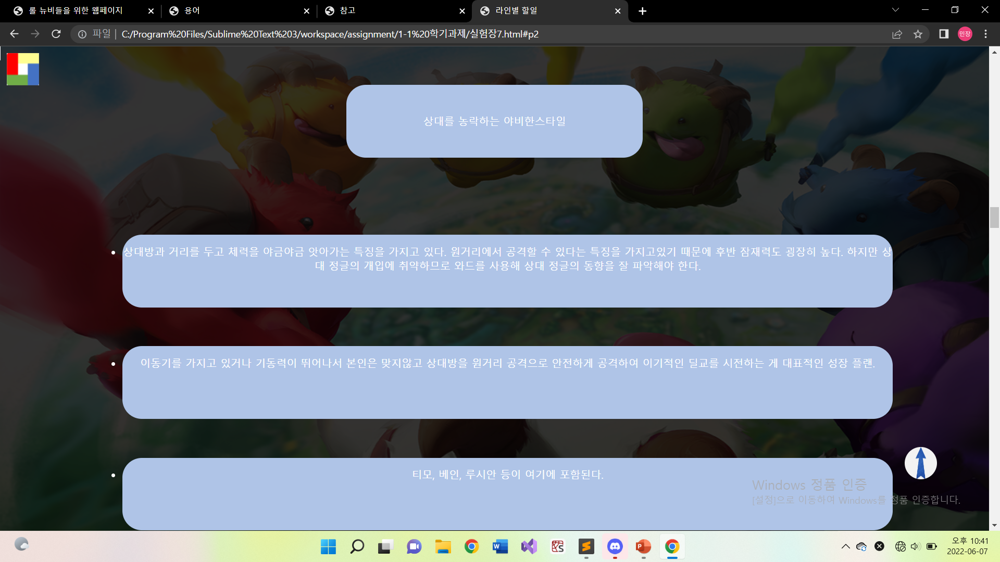 롤 뉴비들을 위한 웹페이지
용어
참고
라인별 할일
파일
C:/Program%20Files/Sublime%20Text%203/workspace/assignment/1-1%20학기과제/실험장7.html#p2
민장
상대를 농락하는 야비한스타일
상대방과 거리를 두고 체력을 야금야금 앗아가는 특징을 가지고 있다. 원거리에서 공격할 수 있다는 특징을 가지고있기 때문에 후반 잠재력도 굉장히 높다. 하지만 상
대 정글의 개입에 취약하므로 와드를 사용해 상대 정글의 동향을 잘 파악해야 한다.
이동기를 가지고 있거나 기동력이 뛰어나서 본인은 맞지않고 상대방을 원거리 공격으로 안전하게 공격하여 이기적인 딜교를 시전하는 게 대표적인 성장 플랜.
티모, 베인, 루시안 등이 여기에 포함된다.
Windows 정품 인증
[설정]으로 이동하여 Windows를 정품 인증합니다.
오후 10:41
2022-06-07